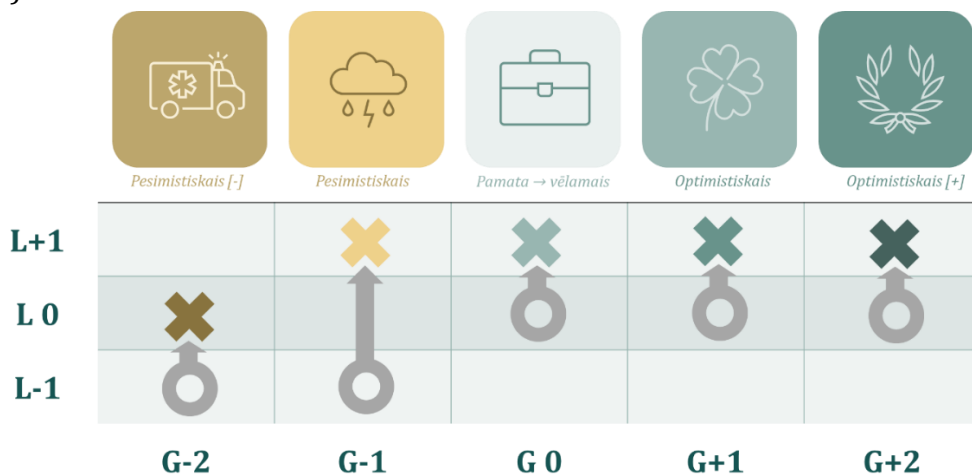 Pesimistiskais [-]
Pesimistiskais
Pamata → vēlamais
Optimistiskais
Optimistiskais [+]
L+1
L 0
L-1
G-2
G-1
G 0
G+1
G+2